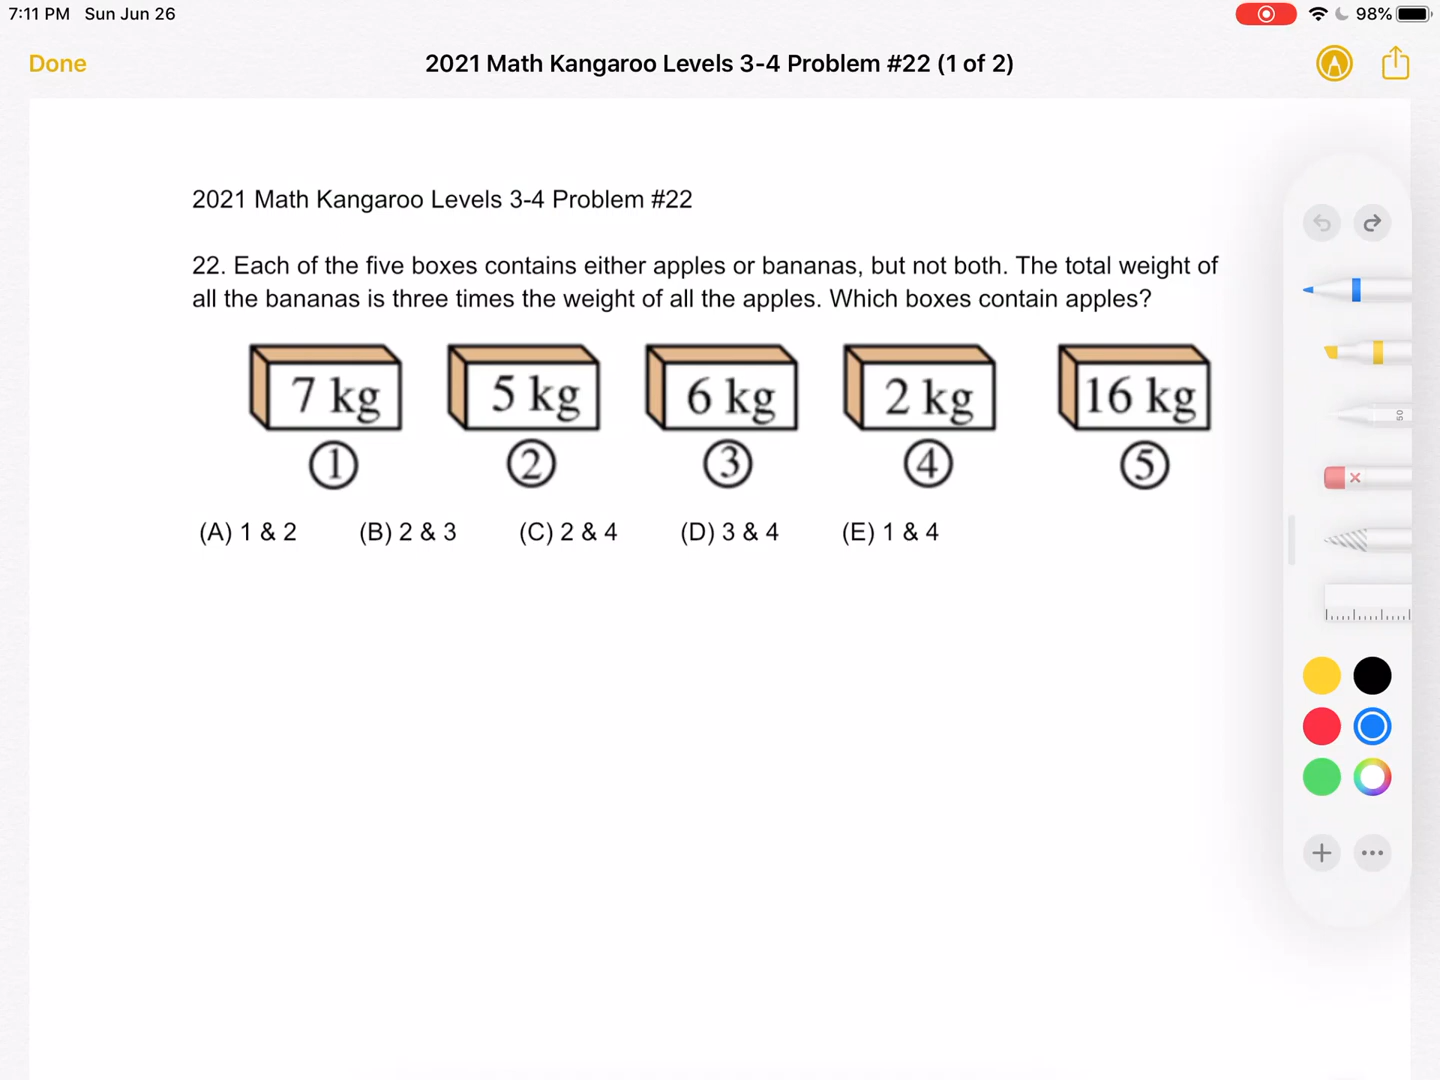 7:11 PM Sun Jun 26
98%
Done
2021 Math Kangaroo Levels 3-4 Problem #22 (1 of 2)
2021 Math Kangaroo Levels 3-4 Problem #22
22. Each of the five boxes contains either apples or bananas, but not both. The total weight of
all the bananas is three times the weight of all the apples. Which boxes contain apples?
7 kg 5 kg 6 kg 2 kg 16 kg
1 2 3 4 5
(A) 1 & 2 (B) 2 & 3 (C) 2 & 4 (D) 3 & 4 (E) 1 & 4
50